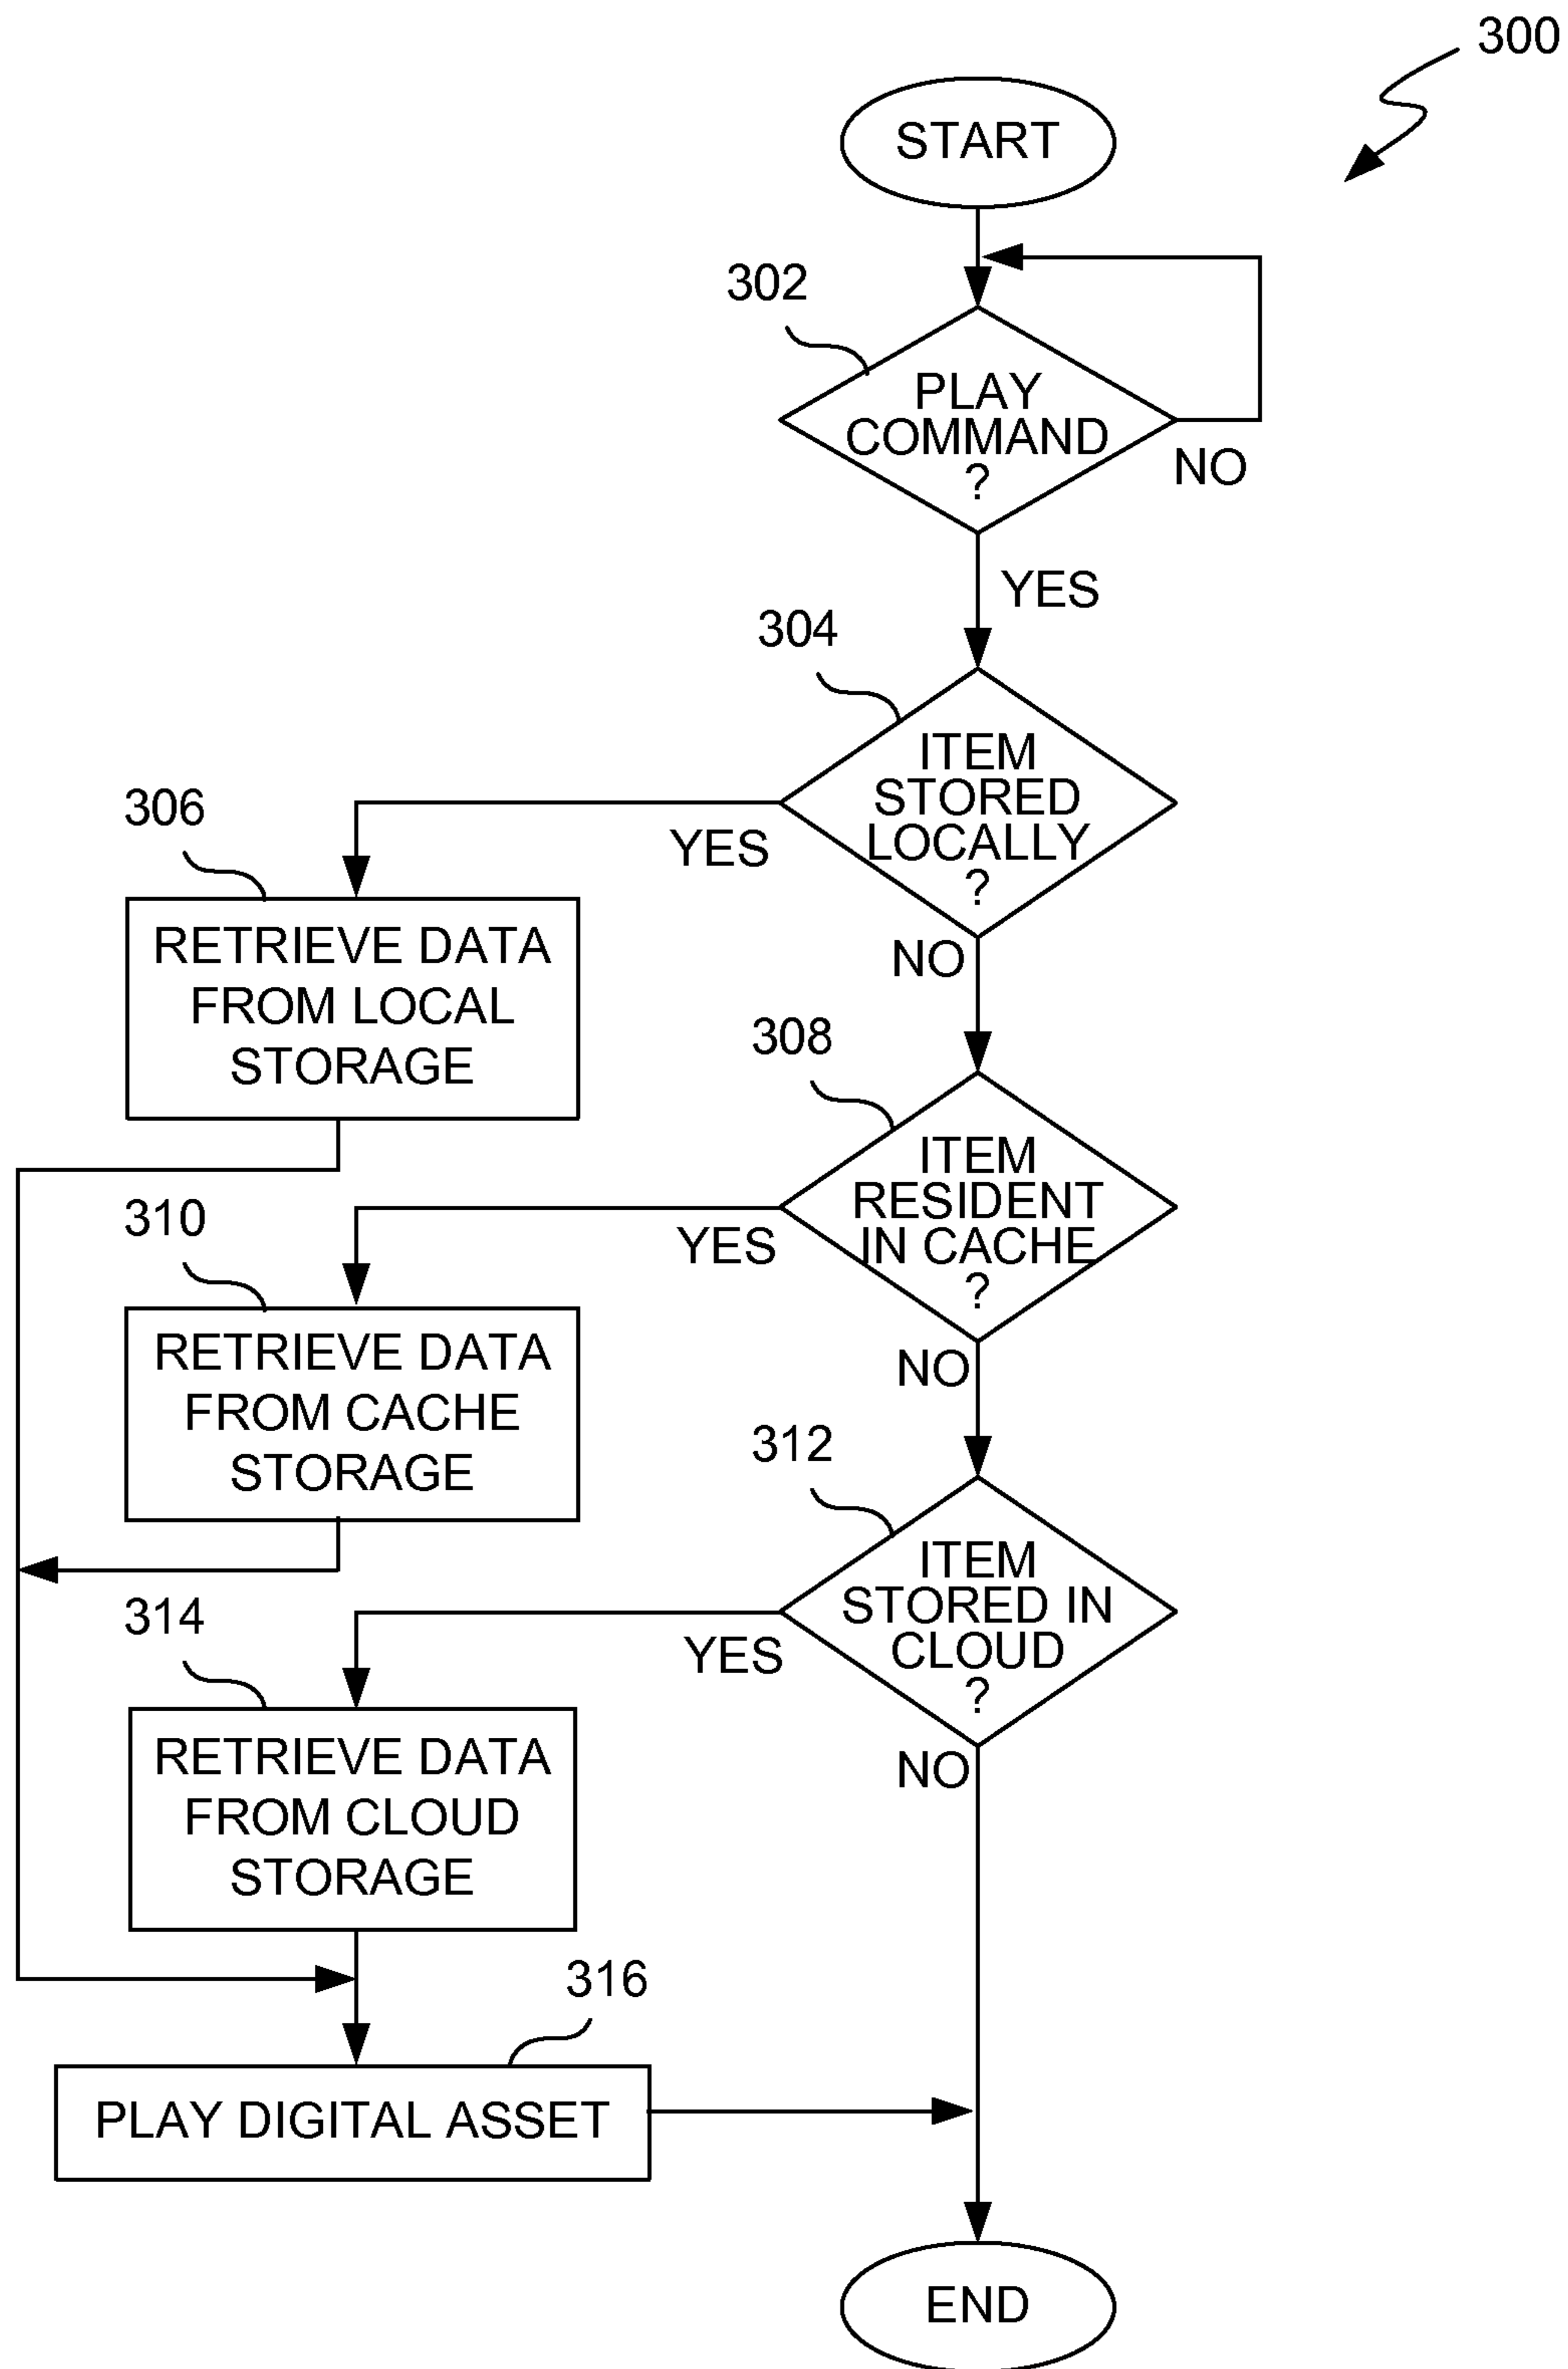 300
START
302
PLAY
COMMAND
?
NO
YES
304
ITEM
STORED
LOCALLY
?
YES
NO
306
RETRIEVE DATA
FROM LOCAL
STORAGE
308
ITEM
RESIDENT
IN CACHE
?
YES
NO
310
RETRIEVE DATA
FROM CACHE
STORAGE
312
ITEM
STORED IN
CLOUD
?
YES
NO
314
RETRIEVE DATA
FROM CLOUD
STORAGE
316
PLAY DIGITAL ASSET
END